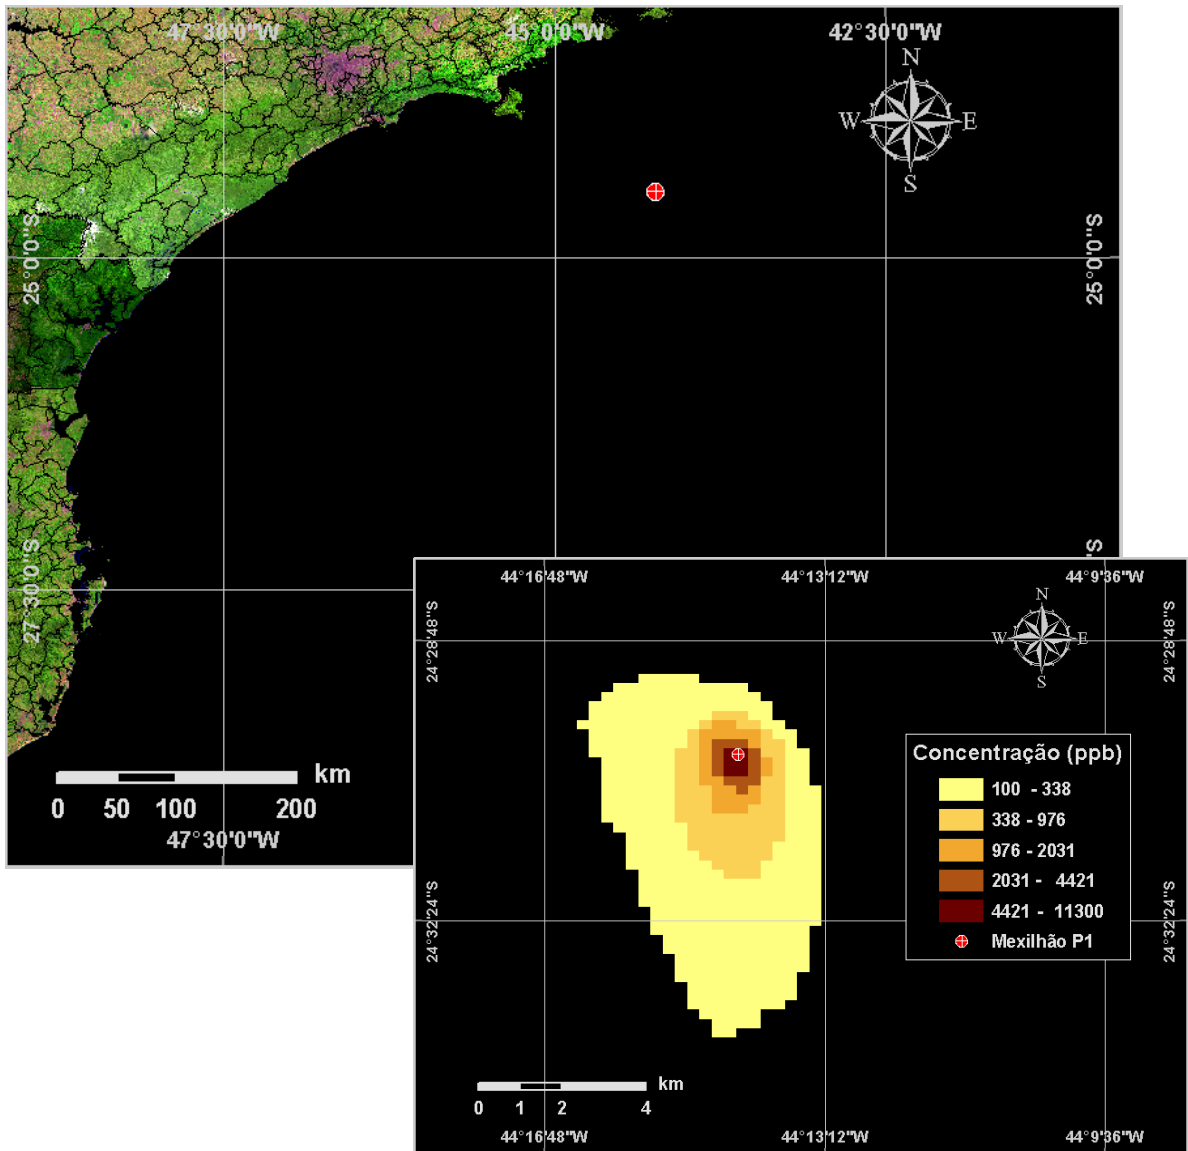 47°30'0"W 45°0'0"W 42°30'0"W
N
W E
S
25°0'0"S 25°0'0"S
27°30'0"S
"S
km
0 50 100 200
47°30'0"W
44°16'48"W 44°13'12"W 44°9'36"W
N
W E
S
24°28'48"S 24°28'48"S
Concentração (ppb)
100 - 338
338 - 976
976 - 2031
2031 - 4421
4421 - 11300
Mexilhão P1
24°32'24"S 24°32'24"S
km
0 1 2 4
44°16'48"W 44°13'12"W 44°9'36"W